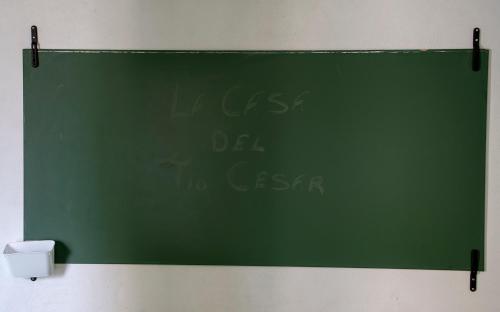 La Casa
del
Tio Cesar